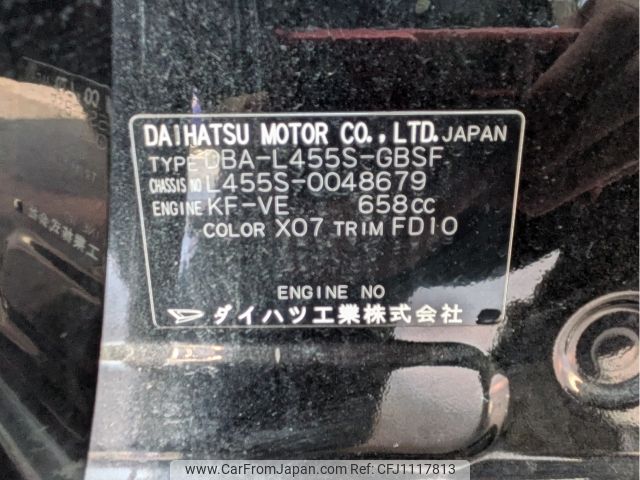 DAIHATSU MOTOR CO., LTD. JAPAN
TYPE DBA-L455S-GBSF
CHASSIS NO L455S-0048679
ENGINE KF-VE 658CC
COLOR X07 TRIM FD10
ENGINE NO
ダイハツ工業株式会社
www.CarFromJapan.com | Ref No: CFJ1117813